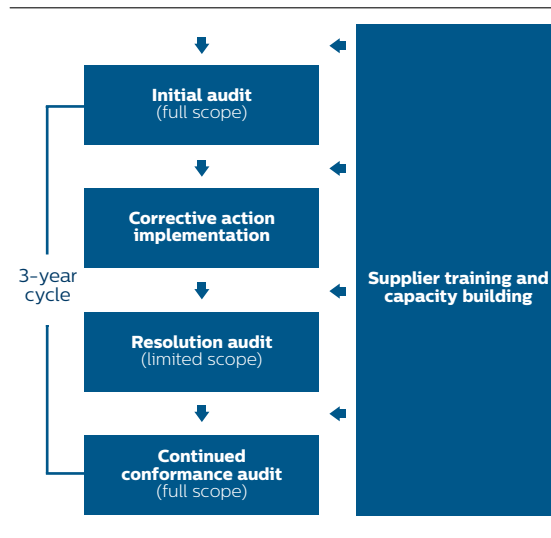 Initial audit
(full scope)
Corrective action
implementation
3-year
cycle
Supplier training and
capacity building
Resolution audit
(limited scope)
Continued
conformance audit
(full scope)